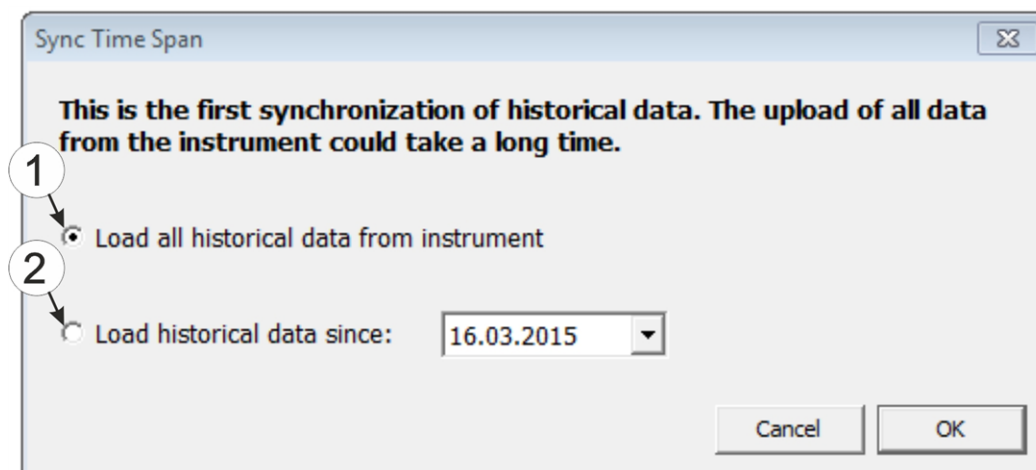 Sync Time Span
This is the first synchronization of historical data. The upload of all data
from the instrument could take a long time.
1
Load all historical data from instrument
2
Load historical data since: 16.03.2015
Cancel OK